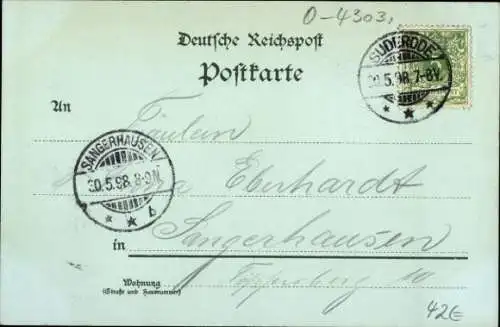 O-4303,
Deutsche Reichspost
Postkarte
SUDERODE
30.5.98.7-8V.
An
Fräulein
SANGERHAUSEN
30.5.98.8-9N.
b
Eberhardt
in Sangerhausen
Töpfersberg 10
Wohnung
(Straße und Hausnummer)
42€